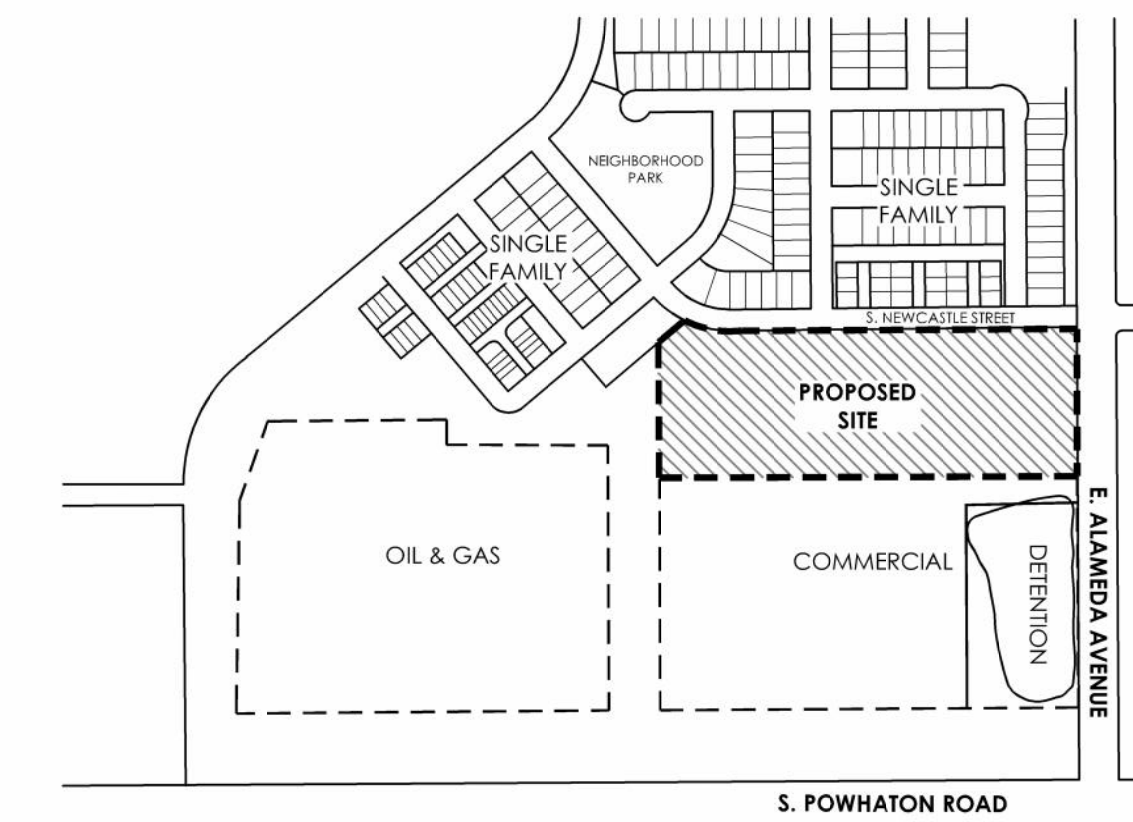 NEIGHBORHOOD
PARK
SINGLE
FAMILY
SINGLE
FAMILY
S. NEWCASTLE STREET
PROPOSED
SITE
OIL & GAS
COMMERCIAL
DETENTION
E. ALAMEDA AVENUE
S. POWHATON ROAD